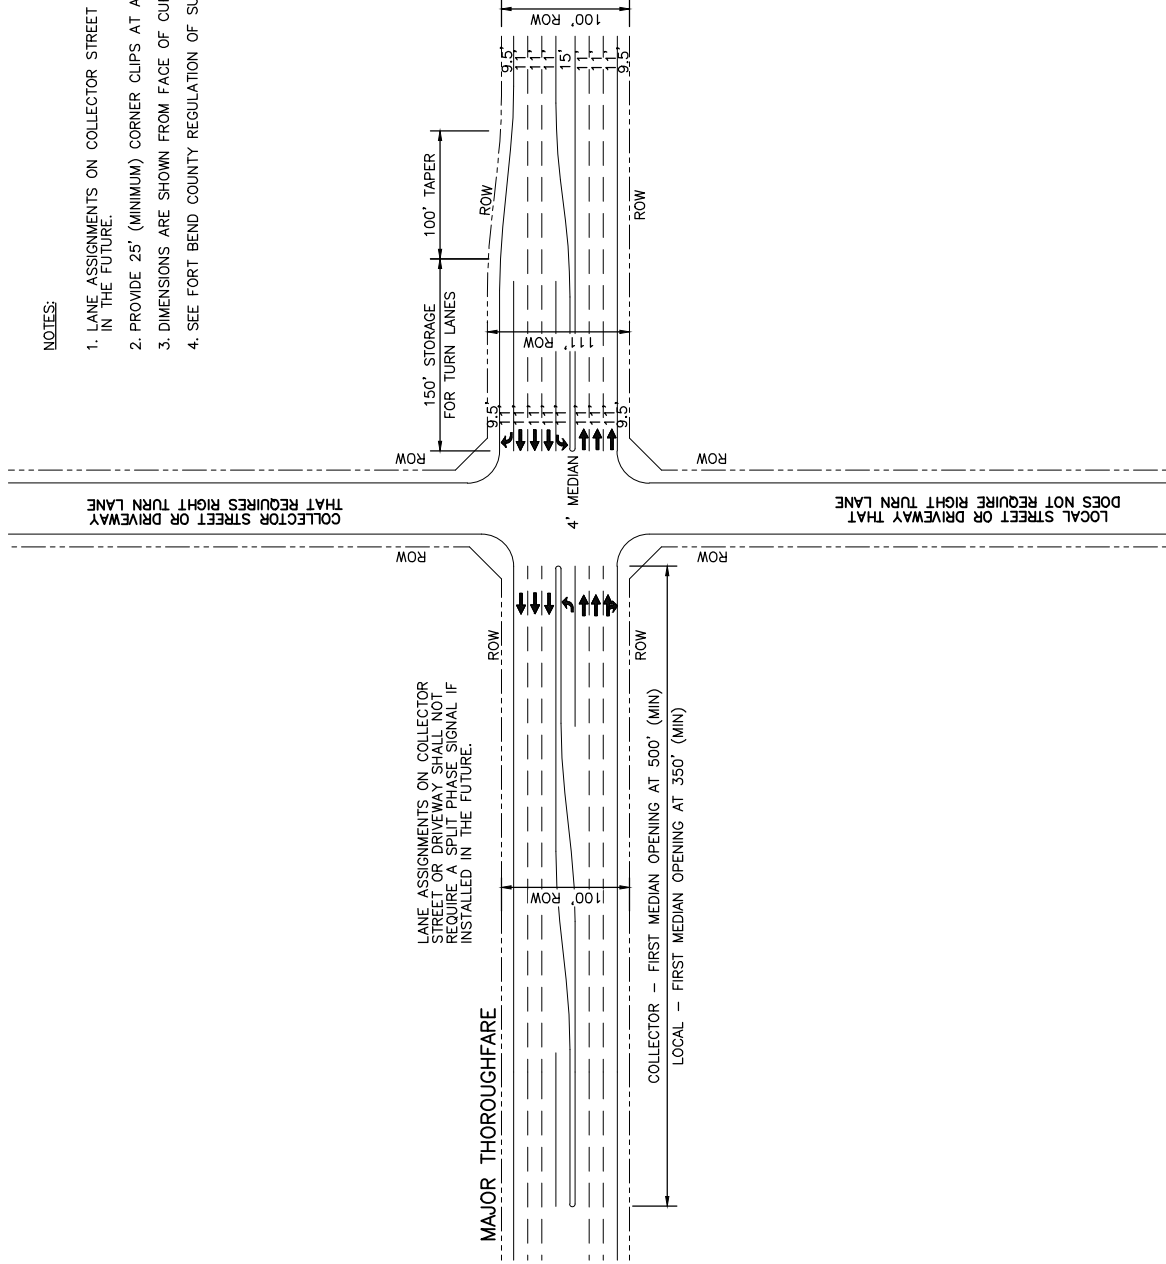 NOTES:
1. LANE ASSIGNMENTS ON COLLECTOR STREET
IN THE FUTURE.
2. PROVIDE 25' (MINIMUM) CORNER CLIPS AT
3. DIMENSIONS ARE SHOWN FROM FACE OF
4. SEE FORT BEND COUNTY REGULATION OF
100' ROW
9.5'
11'
11'
11'
15'
11'
11'
11'
9.5'
100' TAPER
150' STORAGE
FOR TURN LANES
ROW
ROW
111' ROW
9.5'
11'
11'
11'
11'
11'
11'
11'
11'
9.5'
4' MEDIAN
ROW
ROW
COLLECTOR STREET OR DRIVEWAY
THAT REQUIRES RIGHT TURN LANE
LOCAL STREET OR DRIVEWAY THAT
DOES NOT REQUIRE RIGHT TURN LANE
ROW
ROW
ROW
ROW
LANE ASSIGNMENTS ON COLLECTOR
STREET OR DRIVEWAY SHALL NOT
REQUIRE A SPLIT PHASE SIGNAL IF
INSTALLED IN THE FUTURE.
100' ROW
MAJOR THOROUGHFARE
COLLECTOR – FIRST MEDIAN OPENING AT 500' (MIN)
LOCAL – FIRST MEDIAN OPENING AT 350' (MIN)